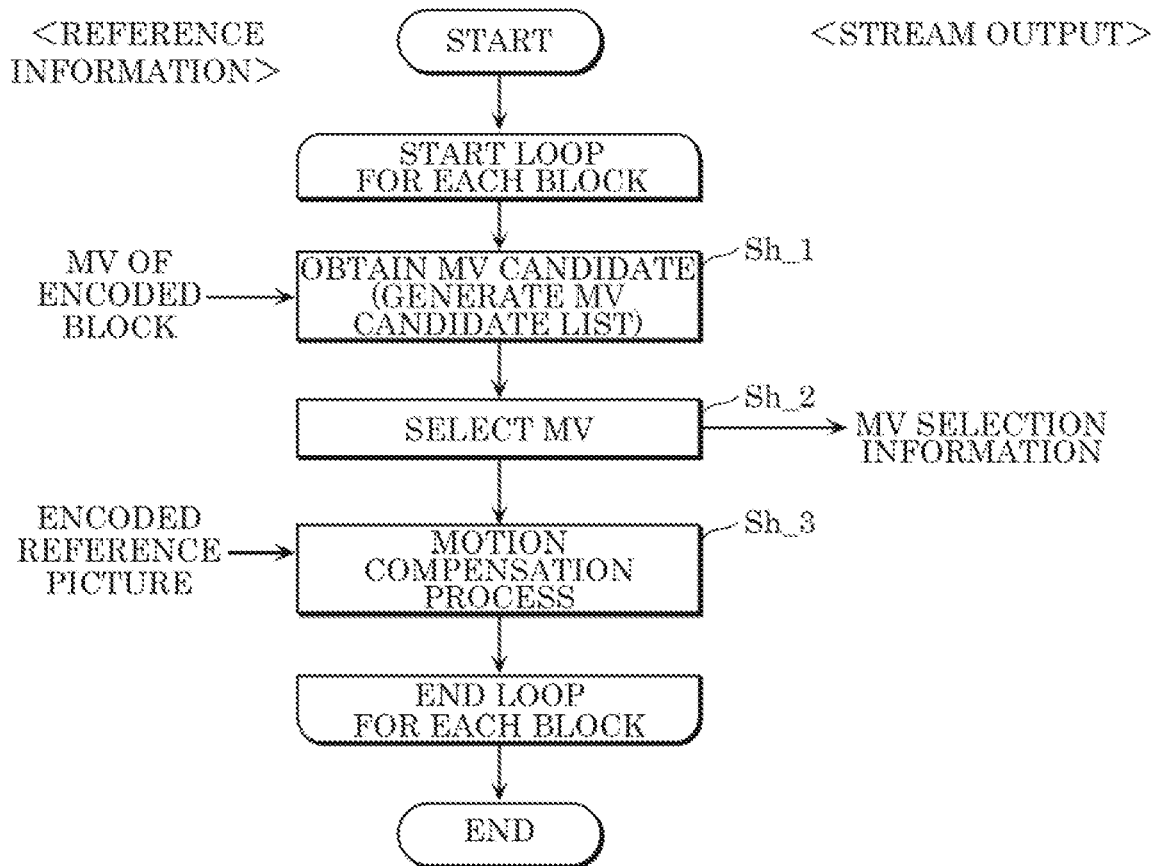 <REFERENCE
INFORMATION>
START
<STREAM OUTPUT>
START LOOP
FOR EACH BLOCK
MV OF
ENCODED
BLOCK
OBTAIN MV CANDIDATE
(GENERATE MV
CANDIDATE LIST)
Sh_1
SELECT MV
Sh_2
MV SELECTION
INFORMATION
ENCODED
REFERENCE
PICTURE
MOTION
COMPENSATION
PROCESS
Sh_3
END LOOP
FOR EACH BLOCK
END